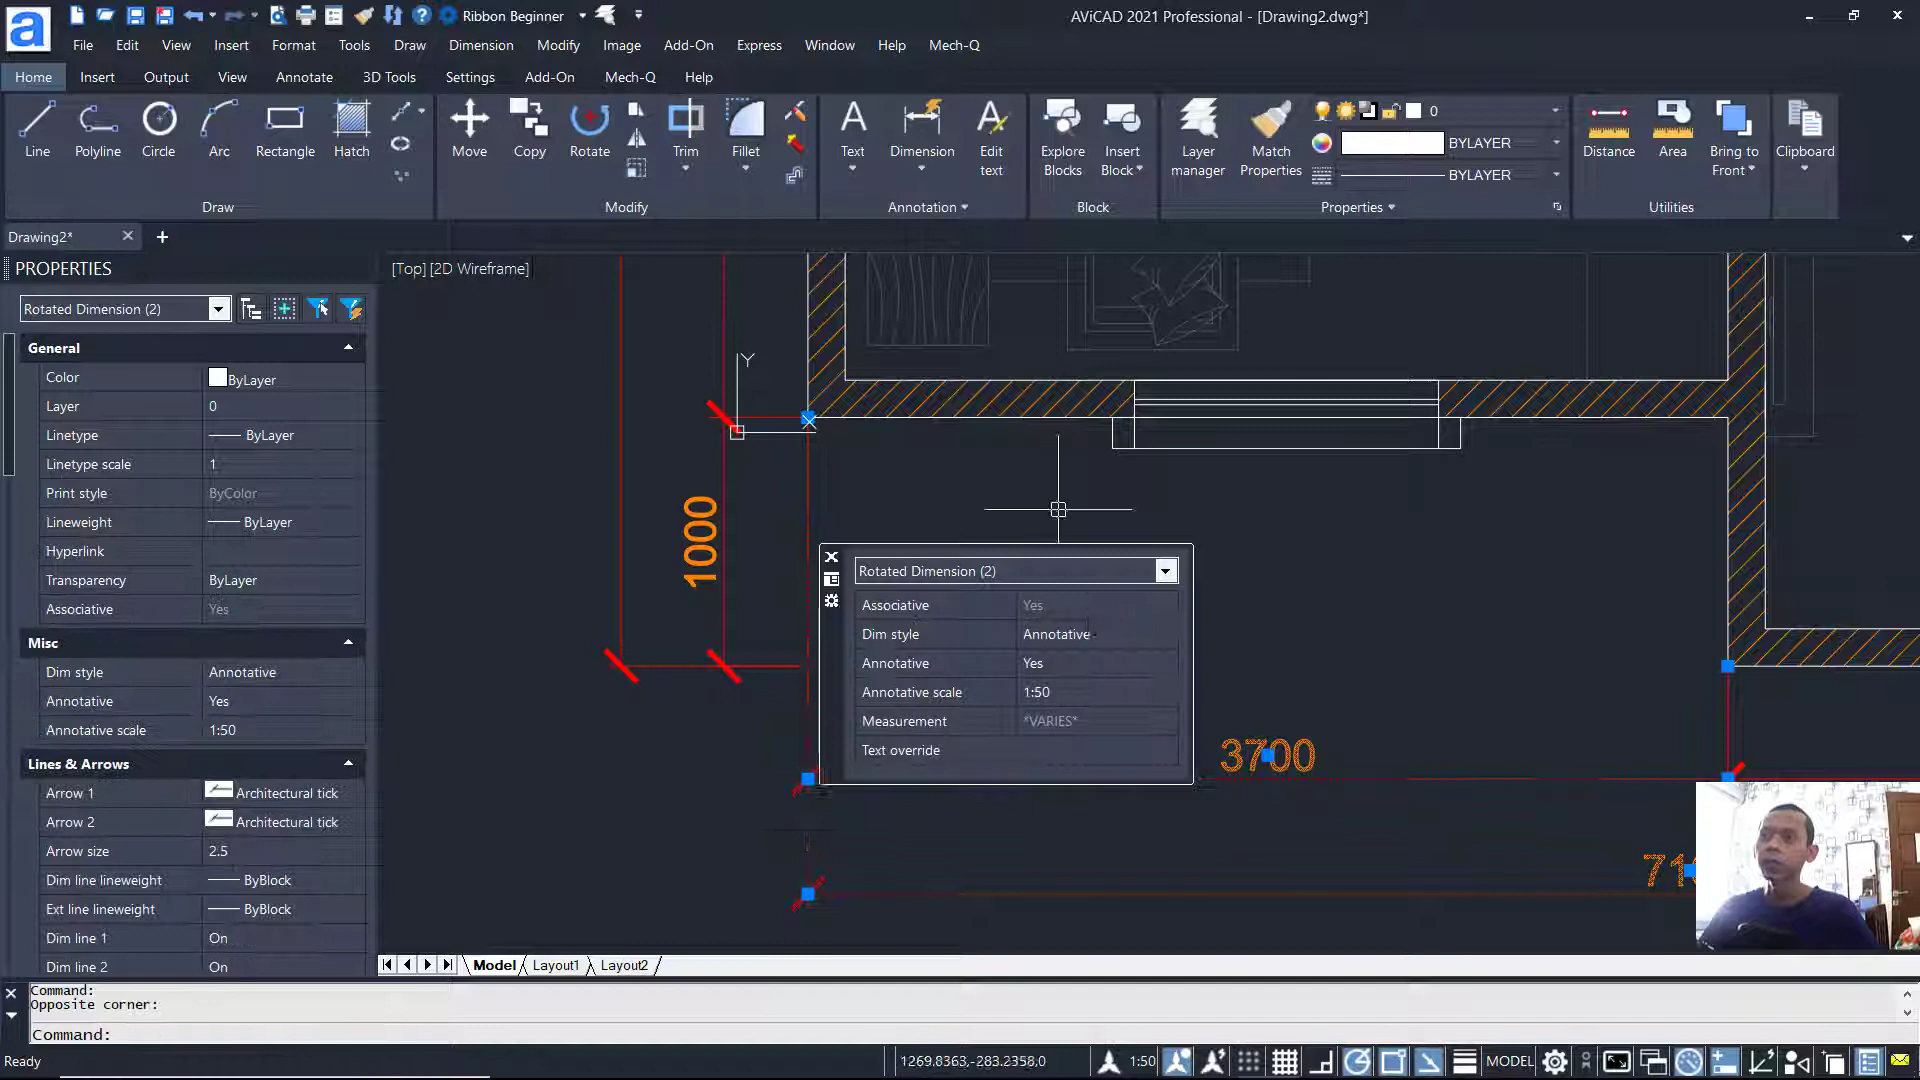 a
Ribbon Beginner
AViCAD 2021 Professional - [Drawing2.dwg*]
File Edit View Insert Format Tools Draw Dimension Modify Image Add-On Express Window Help Mech-Q
Home Insert Output View Annotate 3D Tools Settings Add-On Mech-Q Help
Line Polyline Circle Arc Rectangle Hatch
Move Copy Rotate Trim Fillet
Text Dimension Edit text
Explore Blocks Insert Block
Layer manager Match Properties
0
BYLAYER
BYLAYER
Distance Area Bring to Front Clipboard
Draw Modify Annotation Block Properties Utilities
Drawing2*
PROPERTIES
[Top] [2D Wireframe]
Rotated Dimension (2)
General
Color ByLayer
Layer 0
Linetype ByLayer
Linetype scale 1
Print style ByColor
Lineweight ByLayer
Hyperlink
Transparency ByLayer
Associative Yes
Misc
Dim style Annotative
Annotative Yes
Annotative scale 1:50
Lines & Arrows
Arrow 1 Architectural tick
Arrow 2 Architectural tick
Arrow size 2.5
Dim line lineweight ByBlock
Ext line lineweight ByBlock
Dim line 1 On
Dim line 2 On
Y
1000
Rotated Dimension (2)
Associative Yes
Dim style Annotative
Annotative Yes
Annotative scale 1:50
Measurement *VARIES*
Text override
3700
Model Layout1 Layout2
Command:
Opposite corner:
Command:
Ready
1269.8363,-283.2358,0
1:50
MODEL